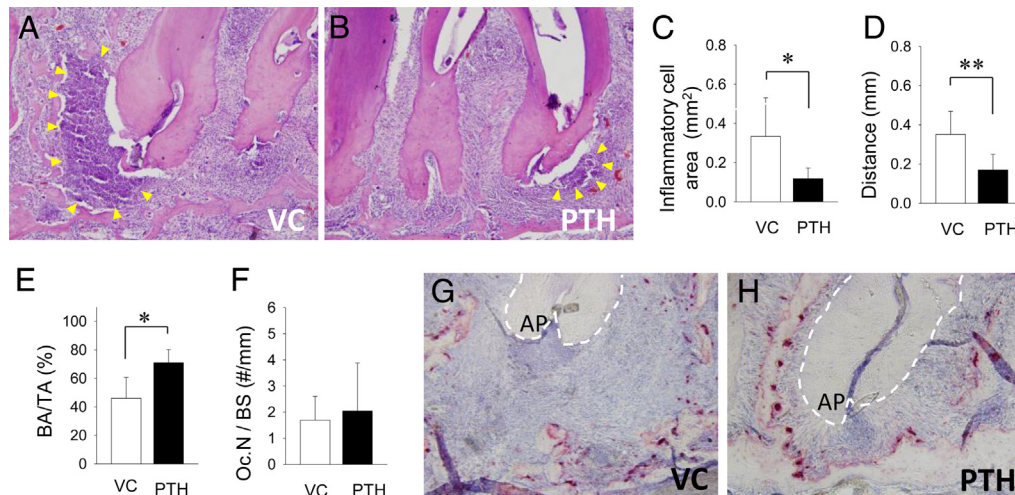 A
VC
B
PTH
C
Inflammatory cell
area (mm²)
0.8
0.6
0.4
0.2
0.0
*
VC PTH
D
Distance (mm)
0.8
0.6
0.4
0.2
0.0
**
VC PTH
E
BA/TA (%)
100
80
60
40
20
0
*
VC PTH
F
Oc.N / BS (#/mm)
6
5
4
3
2
1
0
VC PTH
G
AP
VC
H
AP
PTH